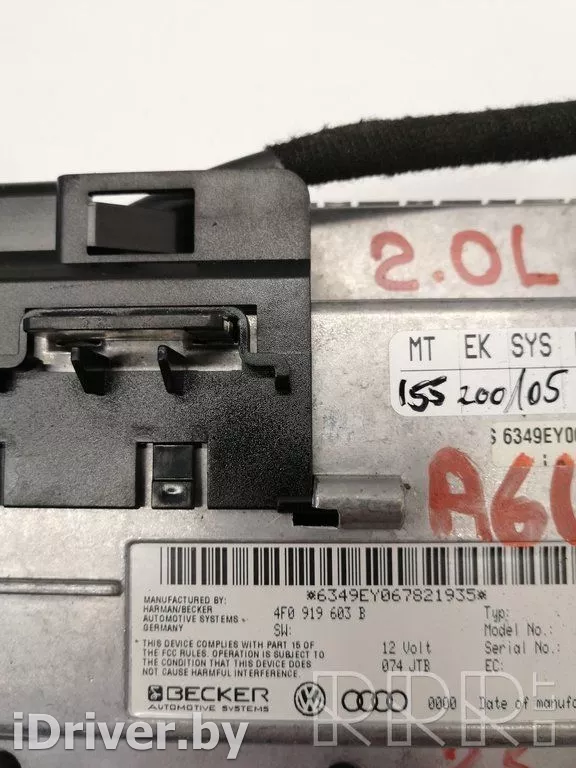 2.0L
MT EK SYS
155 200/05
S 6349EY0
A6
*6349EY067821935*
MANUFACTURED BY:
HARMAN/BECKER
AUTOMOTIVE SYSTEMS
GERMANY
4F0 919 603 B
SW:
Typ:
Model No.:
* THIS DEVICE COMPLIES WITH PART 15 OF
THE FCC RULES. OPERATION IS SUBJECT
TO THE CONDITION THAT THIS DEVICE DOES
NOT CAUSE HARMFUL INTERFERENCE
12 Volt
Serial No.:
074 JTB
EC:
BECKER
AUTOMOTIVE SYSTEMS
0000 Date of manufa
RRR
iDriver.by